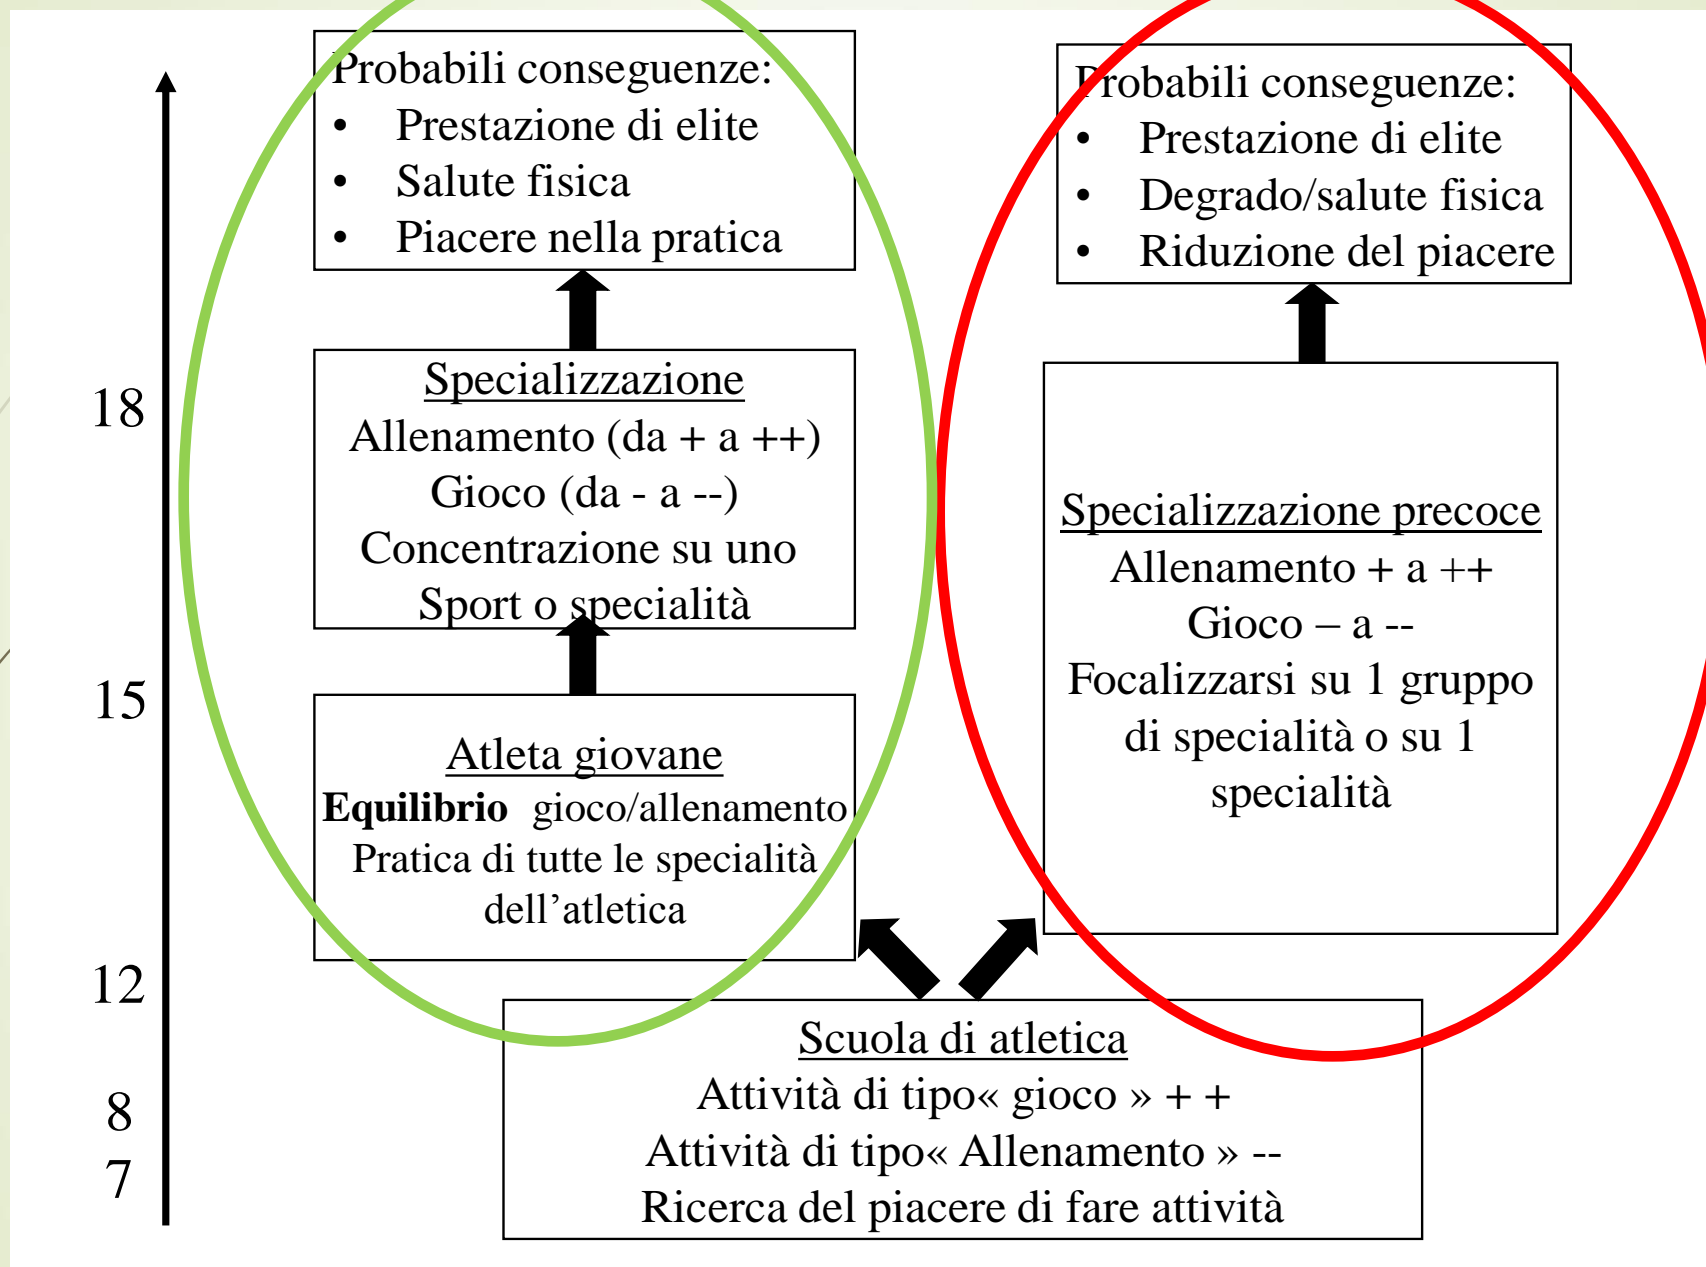 Probabili conseguenze:
• Prestazione di elite
• Salute fisica
• Piacere nella pratica
Probabili conseguenze:
• Prestazione di elite
• Degrado/salute fisica
• Riduzione del piacere
18
Specializzazione
Allenamento (da + a ++)
Gioco (da - a --)
Concentrazione su uno
Sport o specialità
Specializzazione precoce
Allenamento + a ++
Gioco – a --
Focalizzarsi su 1 gruppo
di specialità o su 1
specialità
15
Atleta giovane
Equilibrio gioco/allenamento
Pratica di tutte le specialità
dell’atletica
12
8
7
Scuola di atletica
Attività di tipo« gioco » + +
Attività di tipo« Allenamento » --
Ricerca del piacere di fare attività